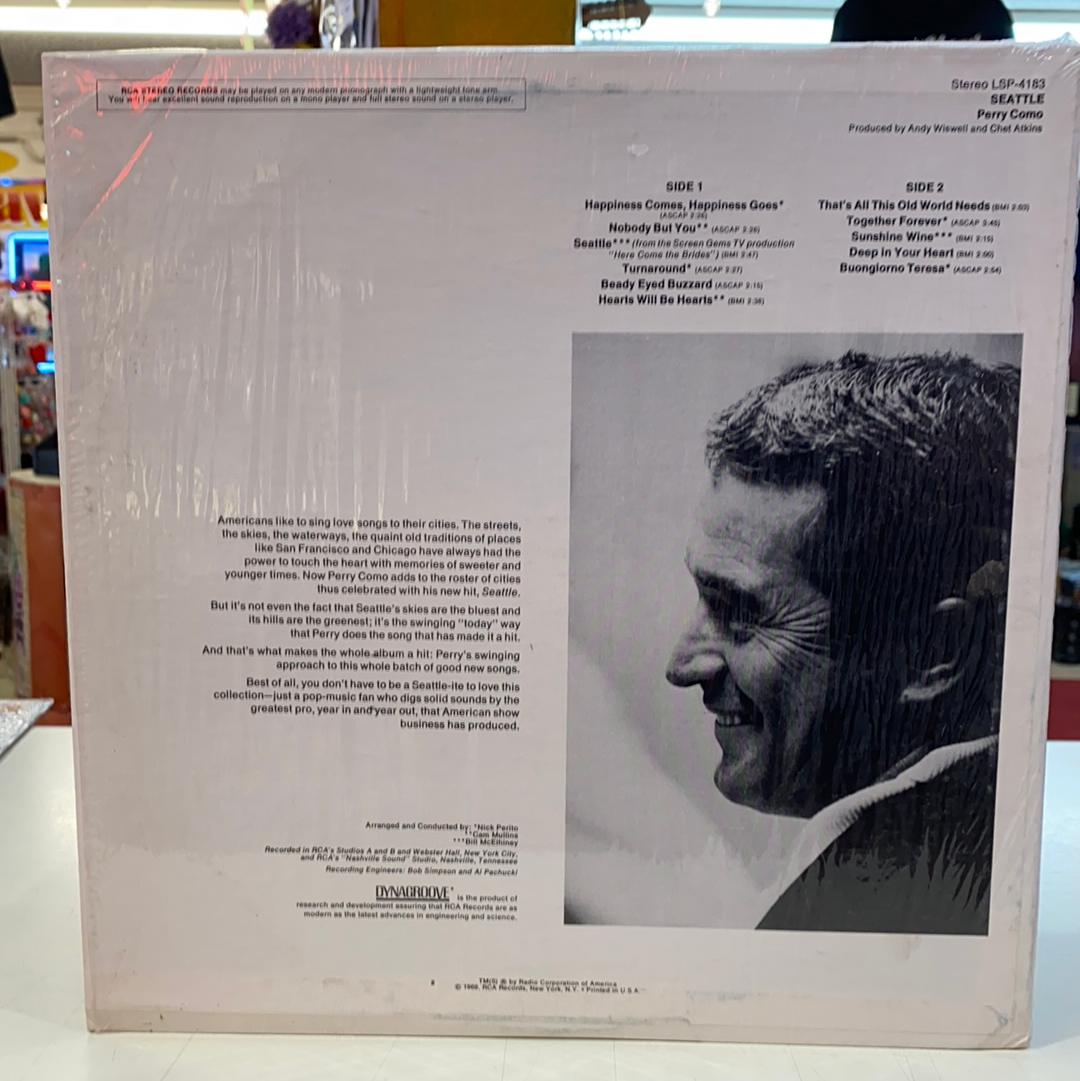 RCA STEREO RECORDS may be played on any modern phonograph with a lightweight tone arm.
You will hear excellent sound reproduction on a mono player and full stereo sound on a stereo player.
Stereo LSP-4183
SEATTLE
Perry Como
Produced by Andy Wiswell and Chet Atkins
SIDE 1
Happiness Comes, Happiness Goes*
(ASCAP 2:26)
Nobody But You** (ASCAP 2:26)
Seattle*** (from the Screen Gems TV production
"Here Come the Brides") (BMI 2:47)
Turnaround* (ASCAP 2:27)
Beady Eyed Buzzard (ASCAP 2:15)
Hearts Will Be Hearts** (BMI 2:36)
SIDE 2
That's All This Old World Needs (BMI 2:03)
Together Forever* (ASCAP 3:45)
Sunshine Wine*** (BMI 2:15)
Deep in Your Heart (BMI 2:00)
Buongiorno Teresa* (ASCAP 2:54)
Americans like to sing love songs to their cities. The streets,
the skies, the waterways, the quaint old traditions of places
like San Francisco and Chicago have always had the
power to touch the heart with memories of sweeter and
younger times. Now Perry Como adds to the roster of cities
thus celebrated with his new hit, Seattle.
But it's not even the fact that Seattle's skies are the bluest and
its hills are the greenest; it's the swinging "today" way
that Perry does the song that has made it a hit.
And that's what makes the whole album a hit: Perry's swinging
approach to this whole batch of good new songs.
Best of all, you don't have to be a Seattle-ite to love this
collection—just a pop-music fan who digs solid sounds by the
greatest pro, year in and year out, that American show
business has produced.
Arranged and Conducted by: *Nick Perito
**Cam Mullins
***Bill McElhiney
Recorded in RCA's Studios A and B and Webster Hall, New York City,
and RCA's "Nashville Sound" Studio, Nashville, Tennessee
Recording Engineers: Bob Simpson and Al Pachucki
DYNAGROOVE* is the product of
research and development assuring that RCA Records are as
modern as the latest advances in engineering and science.
TM(S) ® by Radio Corporation of America
© 1969, RCA Records, New York, N.Y. • Printed in U.S.A.